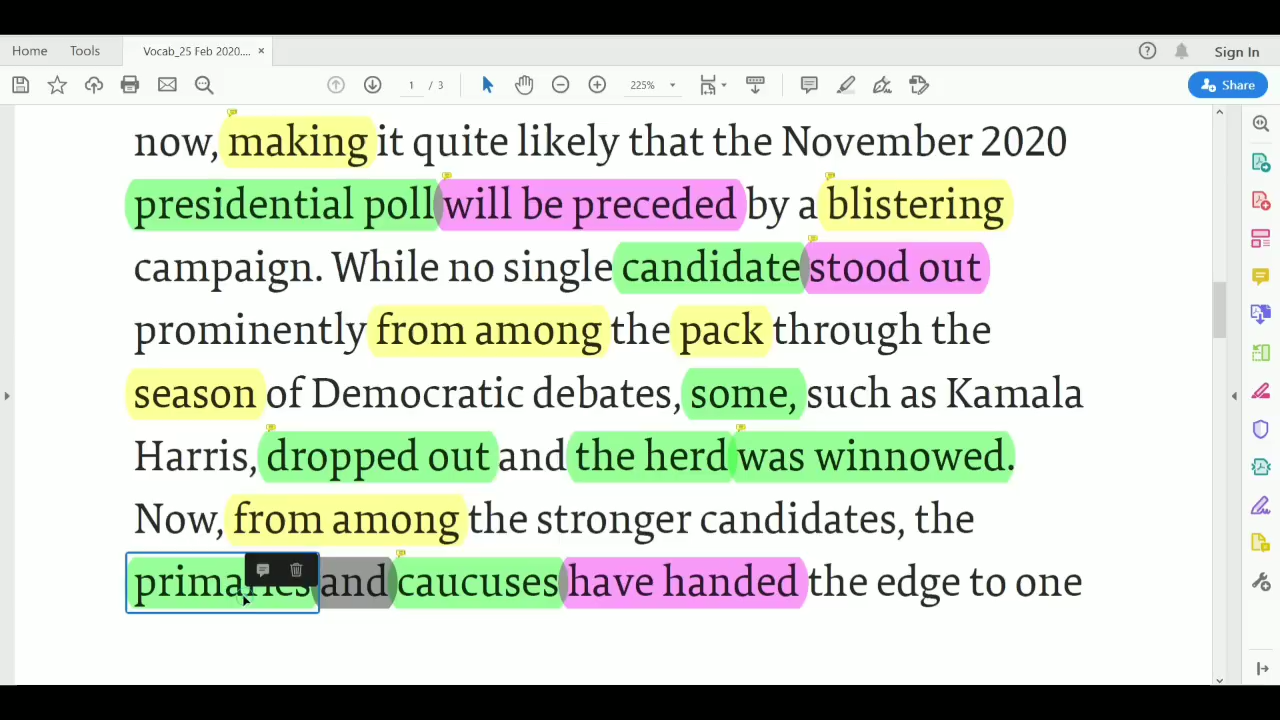 Home Tools Vocab_25 Feb 2020.... × Sign In
1 / 3 225% Share
now, making it quite likely that the November 2020
presidential poll will be preceded by a blistering
campaign. While no single candidate stood out
prominently from among the pack through the
season of Democratic debates, some, such as Kamala
Harris, dropped out and the herd was winnowed.
Now, from among the stronger candidates, the
primaries and caucuses have handed the edge to one